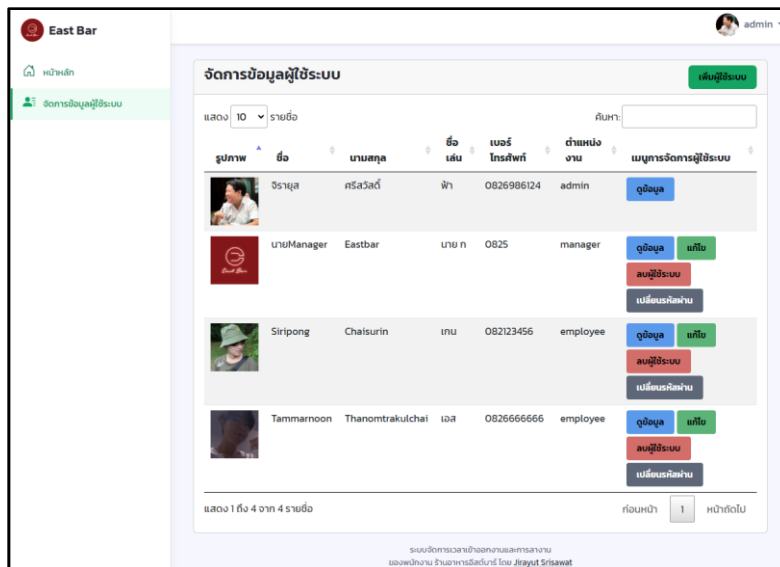 East Bar
admin
หน้าหลัก
จัดการข้อมูลผู้ใช้ระบบ
จัดการข้อมูลผู้ใช้ระบบ
เพิ่มผู้ใช้ระบบ
แสดง 10 รายชื่อ
ค้นหา:
รูปภาพ ชื่อ นามสกุล ชื่อเล่น เบอร์โทรศัพท์ ตำแหน่งงาน เมนูการจัดการผู้ใช้ระบบ
จิรายุส ศรีสวัสดิ์ ฟ้า 0826986124 admin ดูข้อมูล
East Bar
นายManager Eastbar นาย ก 0825 manager ดูข้อมูล แก้ไข
ลบผู้ใช้ระบบ
เปลี่ยนรหัสผ่าน
Siripong Chaisurin เกน 082123456 employee ดูข้อมูล แก้ไข
ลบผู้ใช้ระบบ
เปลี่ยนรหัสผ่าน
Tammarnoon Thanomtrakulchai เอส 0826666666 employee ดูข้อมูล แก้ไข
ลบผู้ใช้ระบบ
เปลี่ยนรหัสผ่าน
แสดง 1 ถึง 4 จาก 4 รายชื่อ
ก่อนหน้า 1 หน้าถัดไป
ระบบจัดการเวลาเข้าออกงานและการลางาน
ของพนักงาน ร้านอาหารอีสต์บาร์ โดย Jirayut Srisawat